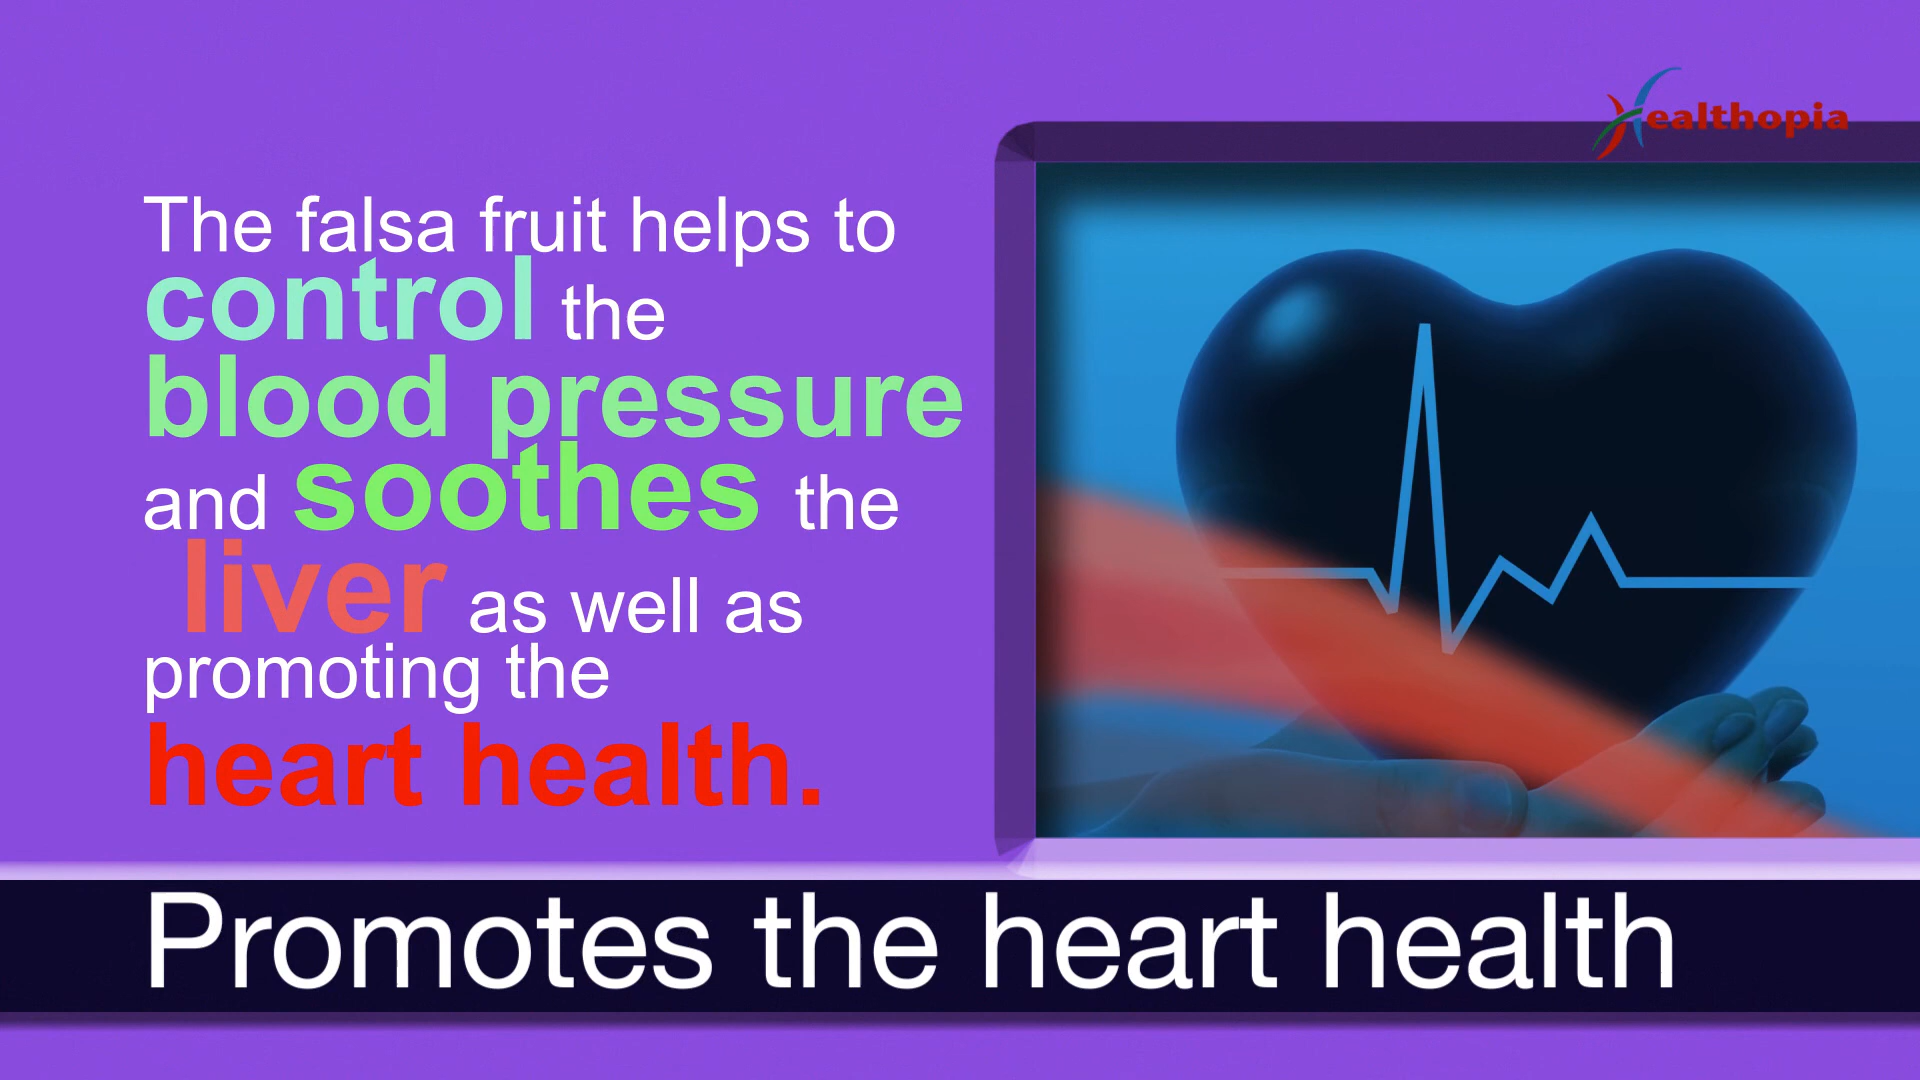 Healthopia
The falsa fruit helps to
control the
blood pressure
and soothes the
liver as well as
promoting the
heart health.
Promotes the heart health